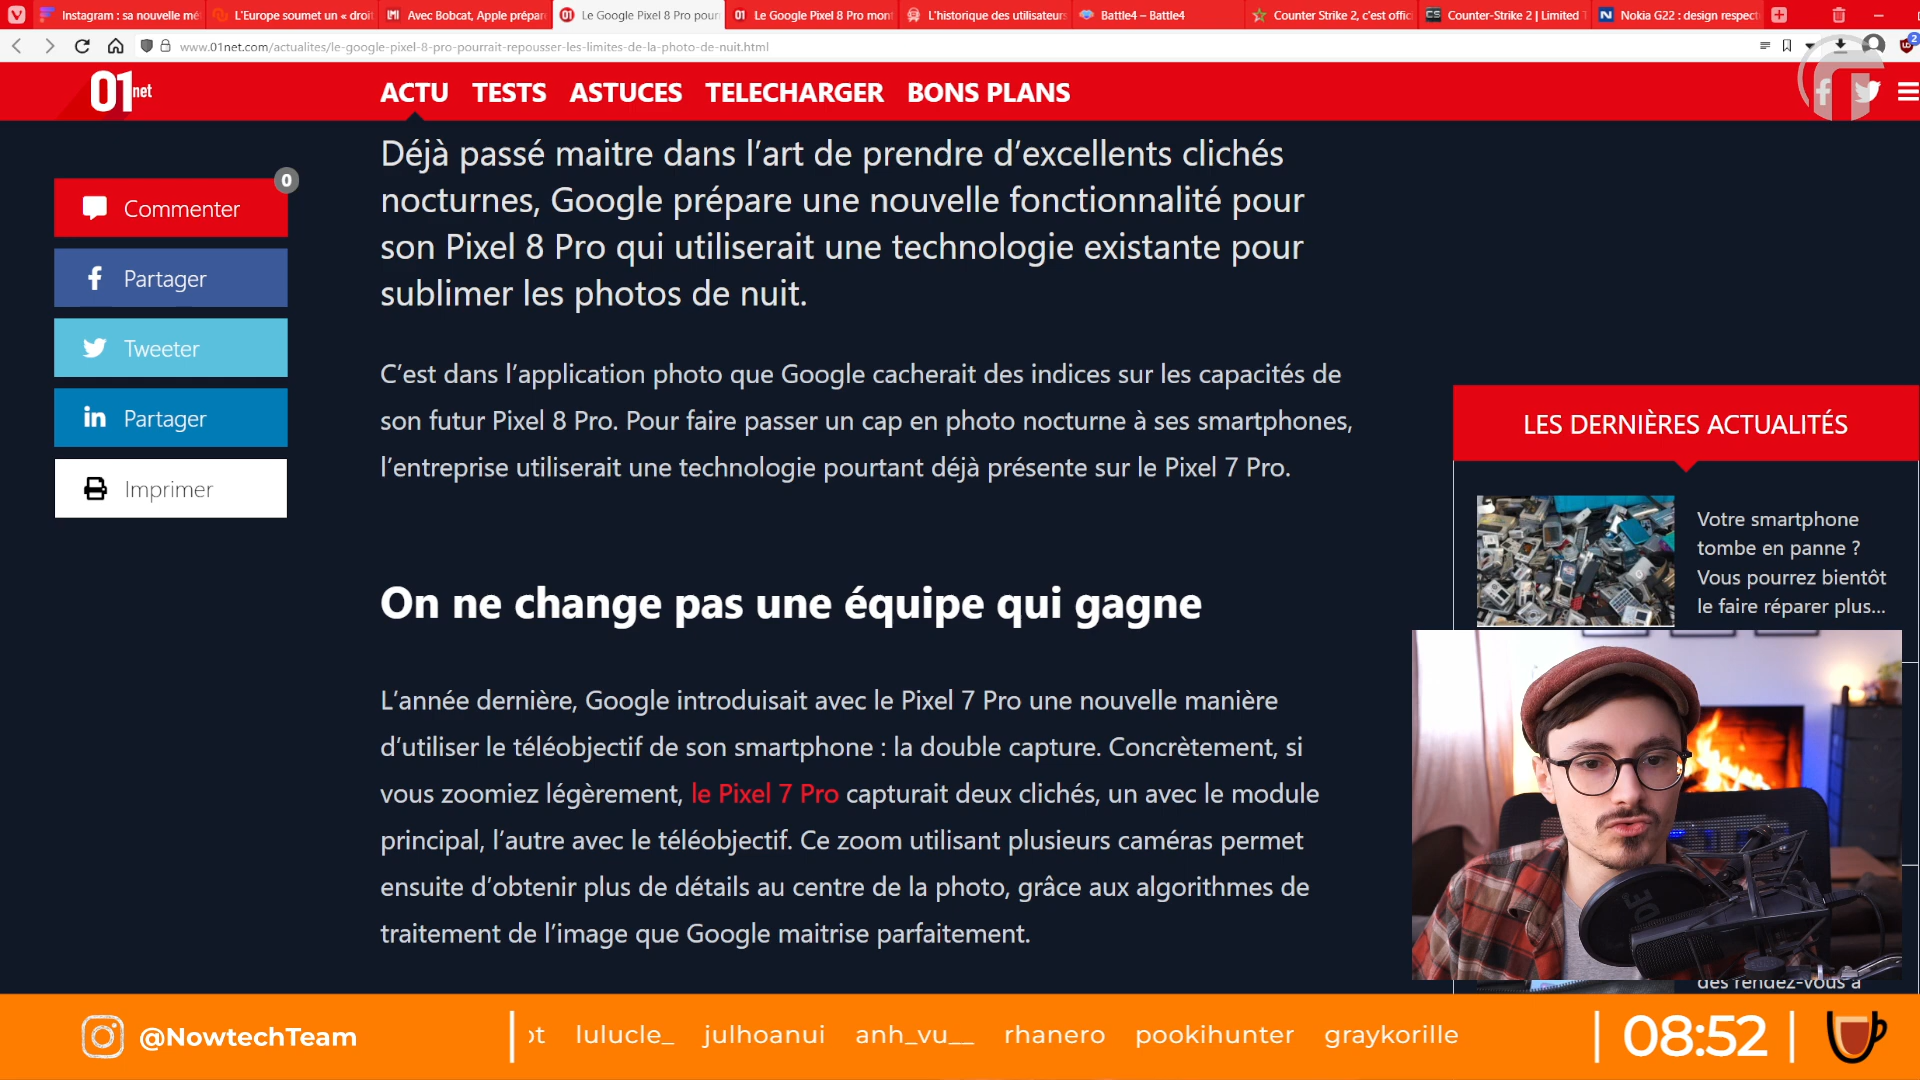 Instagram : sa nouvelle mé
L'Europe soumet un « droit
Avec Bobcat, Apple prépar
Le Google Pixel 8 Pro pour
Le Google Pixel 8 Pro mon
L'historique des utilisateurs
Battle4 – Battle4
Counter Strike 2, c'est offic
Counter-Strike 2 | Limited T
Nokia G22 : design respect
www.01net.com/actualites/le-google-pixel-8-pro-pourrait-repousser-les-limites-de-la-photo-de-nuit.html
2
01net
ACTU
TESTS
ASTUCES
TELECHARGER
BONS PLANS
0
Commenter
Partager
Tweeter
Partager
Imprimer
Déjà passé maitre dans l'art de prendre d'excellents clichés
nocturnes, Google prépare une nouvelle fonctionnalité pour
son Pixel 8 Pro qui utiliserait une technologie existante pour
sublimer les photos de nuit.
C'est dans l'application photo que Google cacherait des indices sur les capacités de
son futur Pixel 8 Pro. Pour faire passer un cap en photo nocturne à ses smartphones,
l'entreprise utiliserait une technologie pourtant déjà présente sur le Pixel 7 Pro.
On ne change pas une équipe qui gagne
L'année dernière, Google introduisait avec le Pixel 7 Pro une nouvelle manière
d'utiliser le téléobjectif de son smartphone : la double capture. Concrètement, si
vous zoomiez légèrement, le Pixel 7 Pro capturait deux clichés, un avec le module
principal, l'autre avec le téléobjectif. Ce zoom utilisant plusieurs caméras permet
ensuite d'obtenir plus de détails au centre de la photo, grâce aux algorithmes de
traitement de l'image que Google maitrise parfaitement.
LES DERNIÈRES ACTUALITÉS
Votre smartphone
tombe en panne ?
Vous pourrez bientôt
le faire réparer plus...
des rendez-vous à
RØDE
@NowtechTeam
ot lulucle_ julhoanui anh_vu__ rhanero pookihunter graykorille
08:52